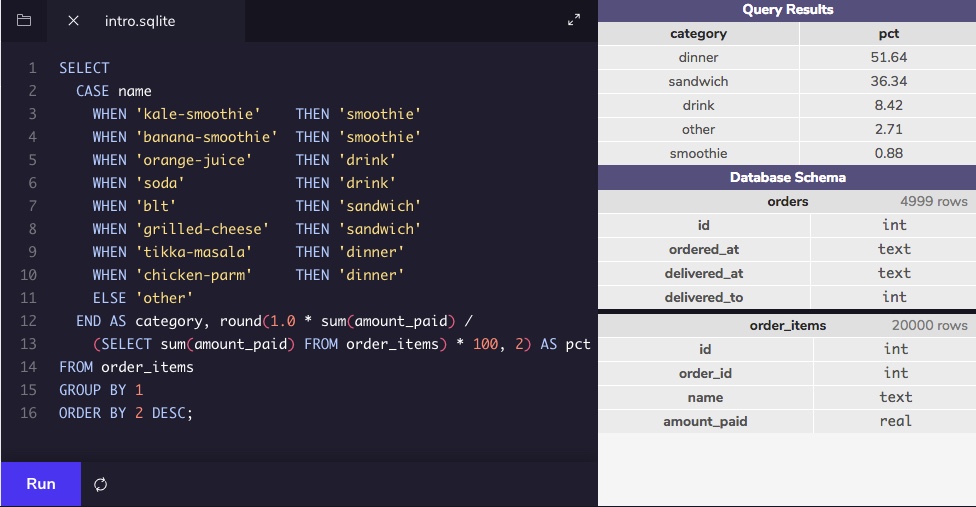 intro.sqlite
1 SELECT
2 CASE name
3 WHEN 'kale-smoothie' THEN 'smoothie'
4 WHEN 'banana-smoothie' THEN 'smoothie'
5 WHEN 'orange-juice' THEN 'drink'
6 WHEN 'soda' THEN 'drink'
7 WHEN 'blt' THEN 'sandwich'
8 WHEN 'grilled-cheese' THEN 'sandwich'
9 WHEN 'tikka-masala' THEN 'dinner'
10 WHEN 'chicken-parm' THEN 'dinner'
11 ELSE 'other'
12 END AS category, round(1.0 * sum(amount_paid) /
13 (SELECT sum(amount_paid) FROM order_items) * 100, 2) AS pct
14 FROM order_items
15 GROUP BY 1
16 ORDER BY 2 DESC;
Run
Query Results
category pct
dinner 51.64
sandwich 36.34
drink 8.42
other 2.71
smoothie 0.88
Database Schema
orders 4999 rows
id int
ordered_at text
delivered_at text
delivered_to int
order_items 20000 rows
id int
order_id int
name text
amount_paid real